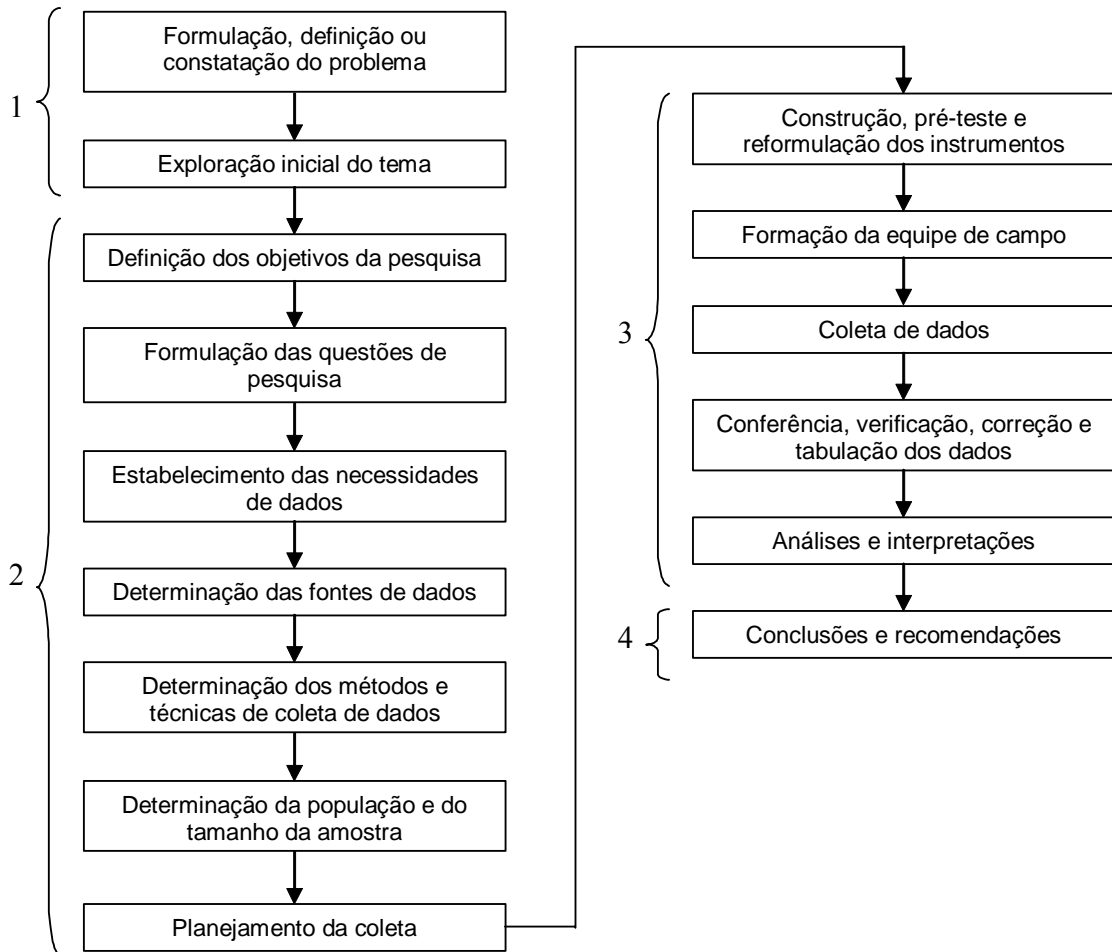 1
Formulação, definição ou
constatação do problema
Exploração inicial do tema
2
Definição dos objetivos da pesquisa
Formulação das questões de
pesquisa
Estabelecimento das necessidades
de dados
Determinação das fontes de dados
Determinação dos métodos e
técnicas de coleta de dados
Determinação da população e do
tamanho da amostra
Planejamento da coleta
3
Construção, pré-teste e
reformulação dos instrumentos
Formação da equipe de campo
Coleta de dados
Conferência, verificação, correção e
tabulação dos dados
Análises e interpretações
4
Conclusões e recomendações